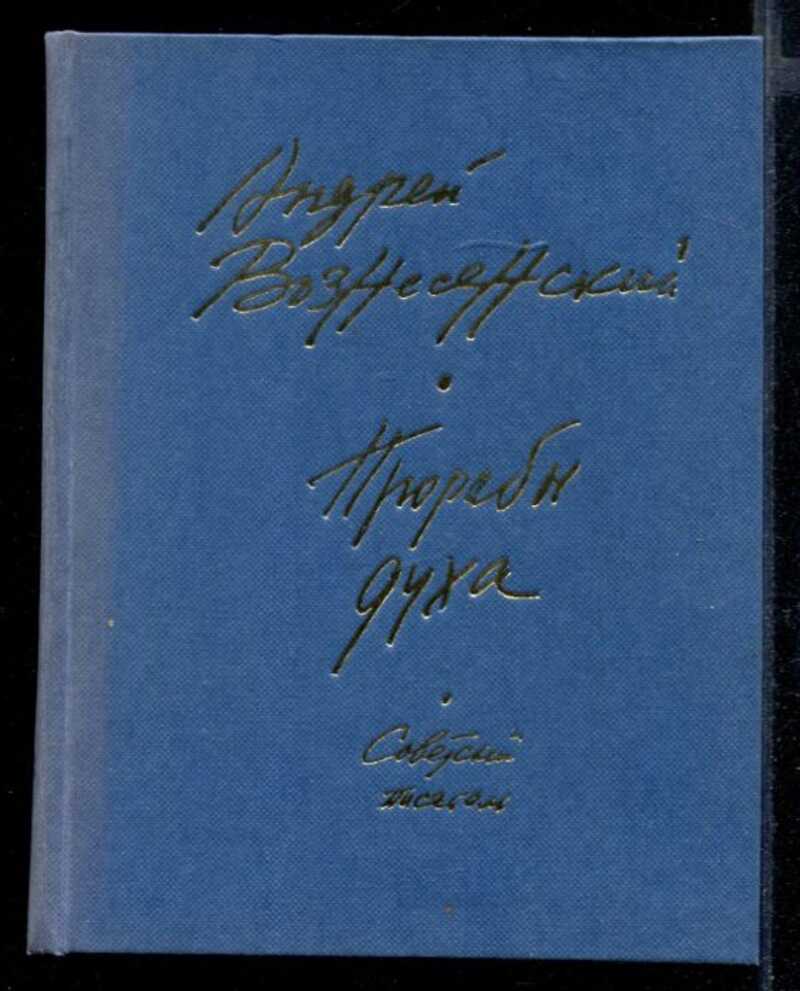 Андрей
Вознесенский
Прорабы
духа
Советский
писатель